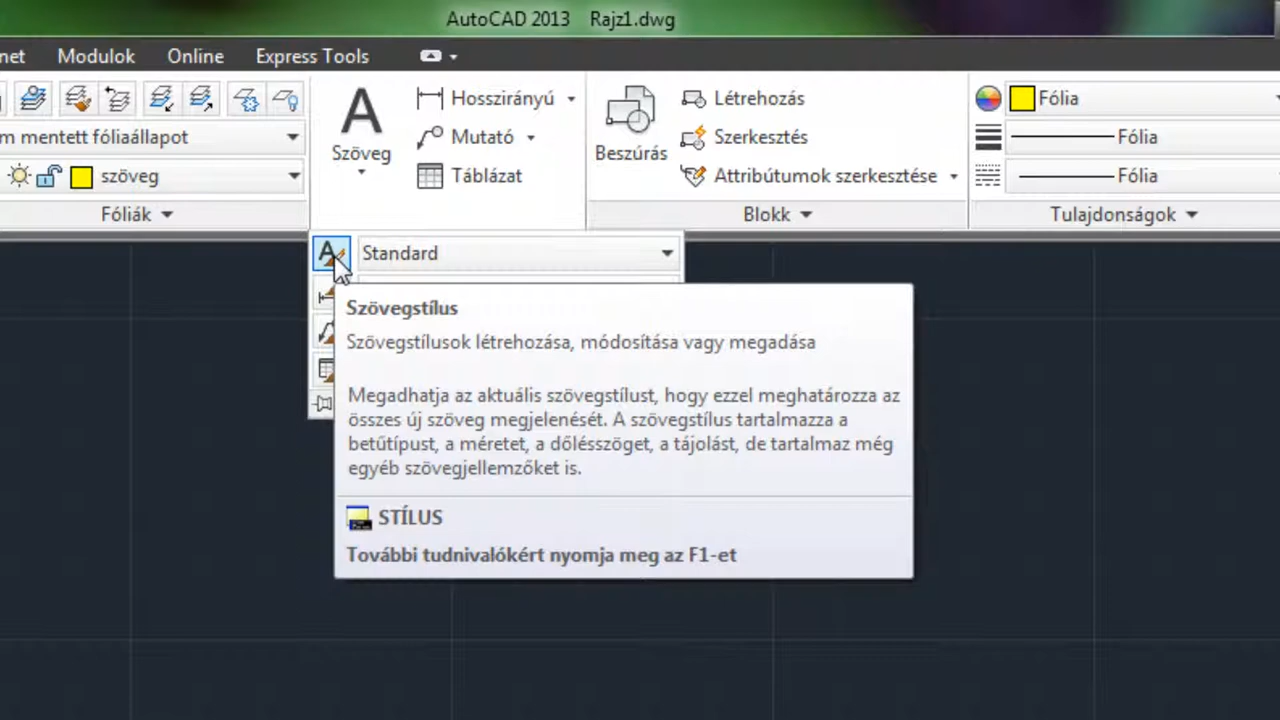 AutoCAD 2013 Rajz1.dwg
net Modulok Online Express Tools
Szöveg
Hosszirányú
Mutató
Táblázat
Beszúrás
Létrehozás
Szerkesztés
Attribútumok szerkesztése
Fólia
Fólia
Fólia
m mentett fóliaállapot
szöveg
Fóliák
Blokk
Tulajdonságok
Standard
Szövegstílus
Szövegstílusok létrehozása, módosítása vagy megadása
Megadhatja az aktuális szövegstílust, hogy ezzel meghatározza az
összes új szöveg megjelenését. A szövegstílus tartalmazza a
betűtípust, a méretet, a dőlésszöget, a tájolást, de tartalmaz még
egyéb szövegjellemzőket is.
STÍLUS
További tudnivalókért nyomja meg az F1-et